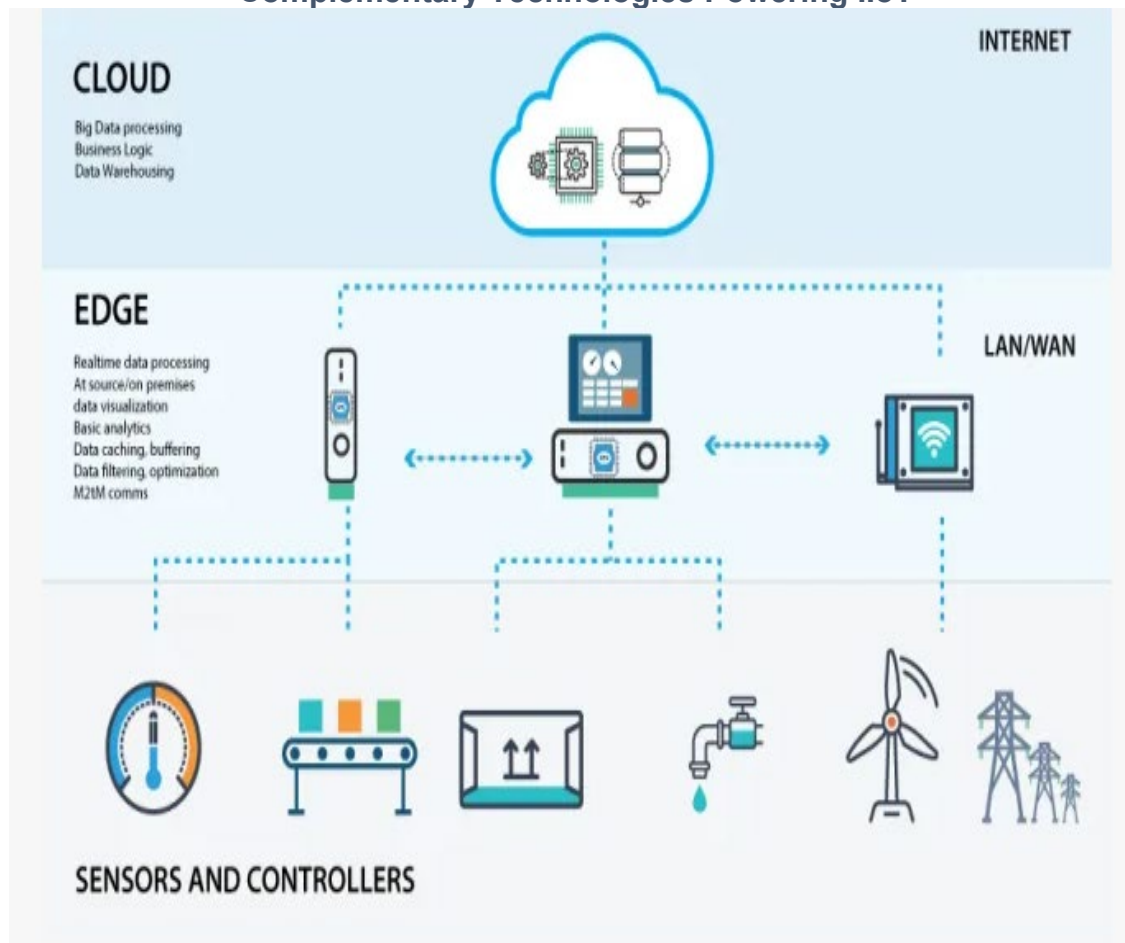 Complementary Technologies Powering IIoT
INTERNET
CLOUD
Big Data processing
Business Logic
Data Warehousing
EDGE
LAN/WAN
Realtime data processing
At source/on premises
data visualization
Basic analytics
Data caching, buffering
Data filtering, optimization
M2tM comms
SENSORS AND CONTROLLERS